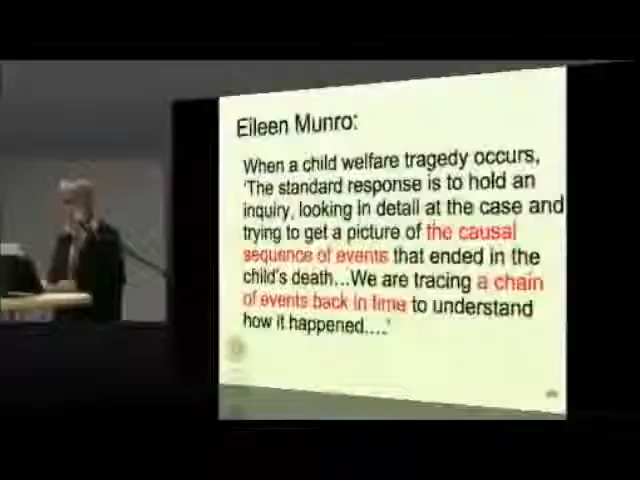 Eileen Munro:
When a child welfare tragedy occurs,
'The standard response is to hold an
inquiry, looking in detail at the case and
trying to get a picture of the causal
sequence of events that ended in the
child's death...We are tracing a chain
of events back in time to understand
how it happened....'